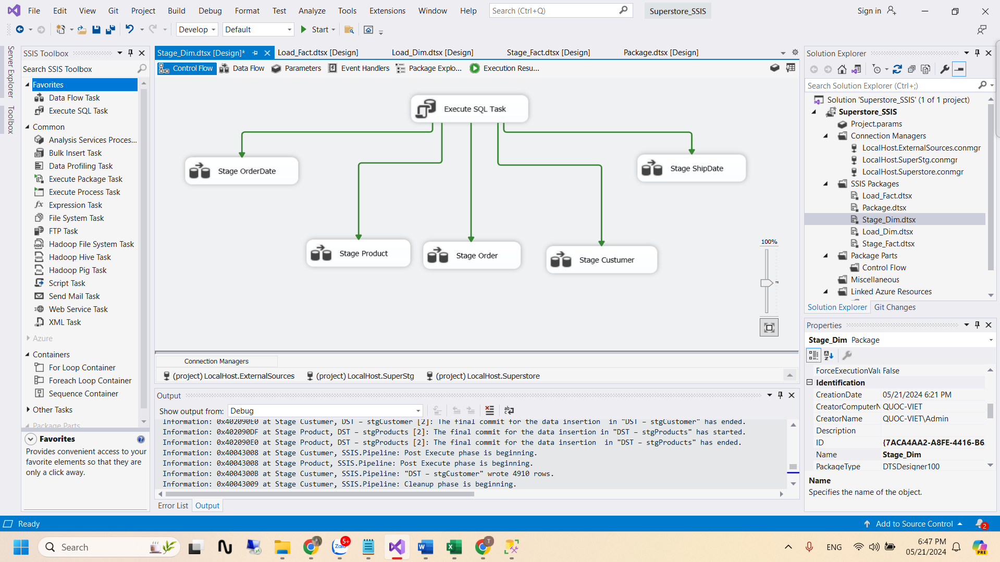 File Edit View Git Project Build Debug Format Test Analyze Tools Extensions Window Help Search (Ctrl+Q) Superstore_SSIS Sign in
Develop Default Start
Server Explorer
Toolbox
SSIS Toolbox
Search SSIS Toolbox
Favorites
Data Flow Task
Execute SQL Task
Common
Analysis Services Proces...
Bulk Insert Task
Data Profiling Task
Execute Package Task
Execute Process Task
Expression Task
File System Task
FTP Task
Hadoop File System Task
Hadoop Hive Task
Hadoop Pig Task
Script Task
Send Mail Task
Web Service Task
XML Task
Azure
Containers
For Loop Container
Foreach Loop Container
Sequence Container
Other Tasks
Package Parts
Favorites
Provides convenient access to your
favorite elements so that they are
only a click away.
Stage_Dim.dtsx [Design]* Load_Fact.dtsx [Design] Load_Dim.dtsx [Design] Stage_Fact.dtsx [Design] Package.dtsx [Design]
Control Flow Data Flow Parameters Event Handlers Package Explo... Execution Resu...
Execute SQL Task
Stage OrderDate
Stage ShipDate
Stage Product
Stage Order
Stage Custumer
100%
Connection Managers
(project) LocalHost.ExternalSources (project) LocalHost.SuperStg (project) LocalHost.Superstore
Output
Show output from: Debug
Information: 0x402090E0 at Stage Custumer, DST - stgCustomer [2]: The final commit for the data insertion  in "DST - stgCustomer" has ended.
Information: 0x402090DF at Stage Product, DST - stgProducts [2]: The final commit for the data insertion in "DST - stgProducts" has started.
Information: 0x402090E0 at Stage Product, DST - stgProducts [2]: The final commit for the data insertion  in "DST - stgProducts" has ended.
Information: 0x40043008 at Stage Custumer, SSIS.Pipeline: Post Execute phase is beginning.
Information: 0x40043008 at Stage Product, SSIS.Pipeline: Post Execute phase is beginning.
Information: 0x4004300B at Stage Custumer, SSIS.Pipeline: "DST - stgCustomer" wrote 4910 rows.
Information: 0x40043009 at Stage Custumer, SSIS.Pipeline: Cleanup phase is beginning.
Error List Output
Solution Explorer
Search Solution Explorer (Ctrl+;)
Solution 'Superstore_SSIS' (1 of 1 project)
Superstore_SSIS
Project.params
Connection Managers
LocalHost.ExternalSources.conmgr
LocalHost.SuperStg.conmgr
LocalHost.Superstore.conmgr
SSIS Packages
Load_Fact.dtsx
Package.dtsx
Stage_Dim.dtsx
Load_Dim.dtsx
Stage_Fact.dtsx
Package Parts
Control Flow
Miscellaneous
Linked Azure Resources
Solution Explorer Git Changes
Properties
Stage_Dim Package
ForceExecutionValu False
Identification
CreationDate 05/21/2024 6:21 PM
CreatorComputerN QUOC-VIET
CreatorName QUOC-VIET\Admin
Description
ID {7ACA4AA2-A8FE-4416-B6
Name Stage_Dim
PackageType DTSDesigner100
Name
Specifies the name of the object.
Ready Add to Source Control 2
Search Zalo 5+ T ENG 6:47 PM
05/21/2024 PRE